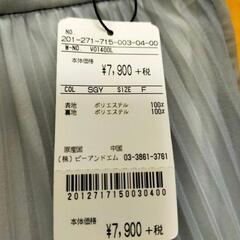 NO
201-271-715-003-04-00
M-NO V01400L
本体価格
¥7,900 +税
COL SGY SIZE F
表地 ポリエステル 100%
裏地 ポリエステル 100%
原産国 中国
(株)ビーアンドエム 03-3861-3761
2012717150030400
本体価格
¥7,900 +税